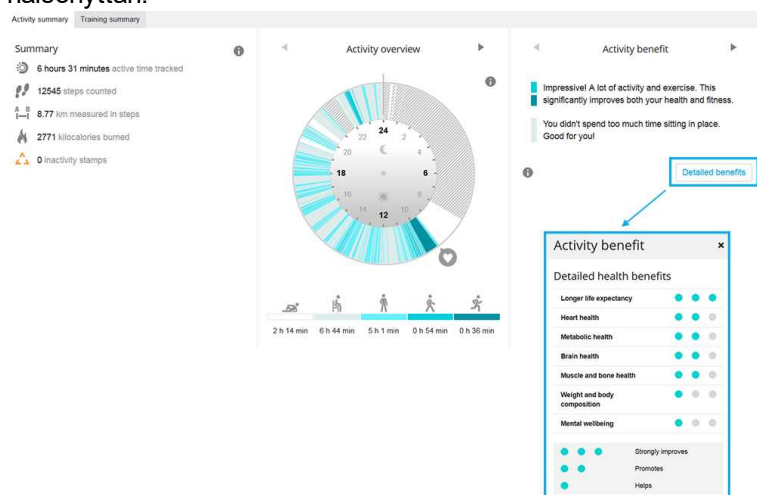 hälsonyttan.
Activity summary Training summary
Summary
6 hours 31 minutes active time tracked
12545 steps counted
A B
8.77 km measured in steps
2771 kilocalories burned
0 inactivity stamps
Activity overview
24
22 2
20 4
18 6
16 8
14 10
12
2 h 14 min 6 h 44 min 5 h 1 min 0 h 54 min 0 h 36 min
Activity benefit
Impressive! A lot of activity and exercise. This
significantly improves both your health and fitness.
You didn't spend too much time sitting in place.
Good for you!
Detailed benefits
Activity benefit ×
Detailed health benefits
Longer life expectancy
Heart health
Metabolic health
Brain health
Muscle and bone health
Weight and body
composition
Mental wellbeing
Strongly improves
Promotes
Helps